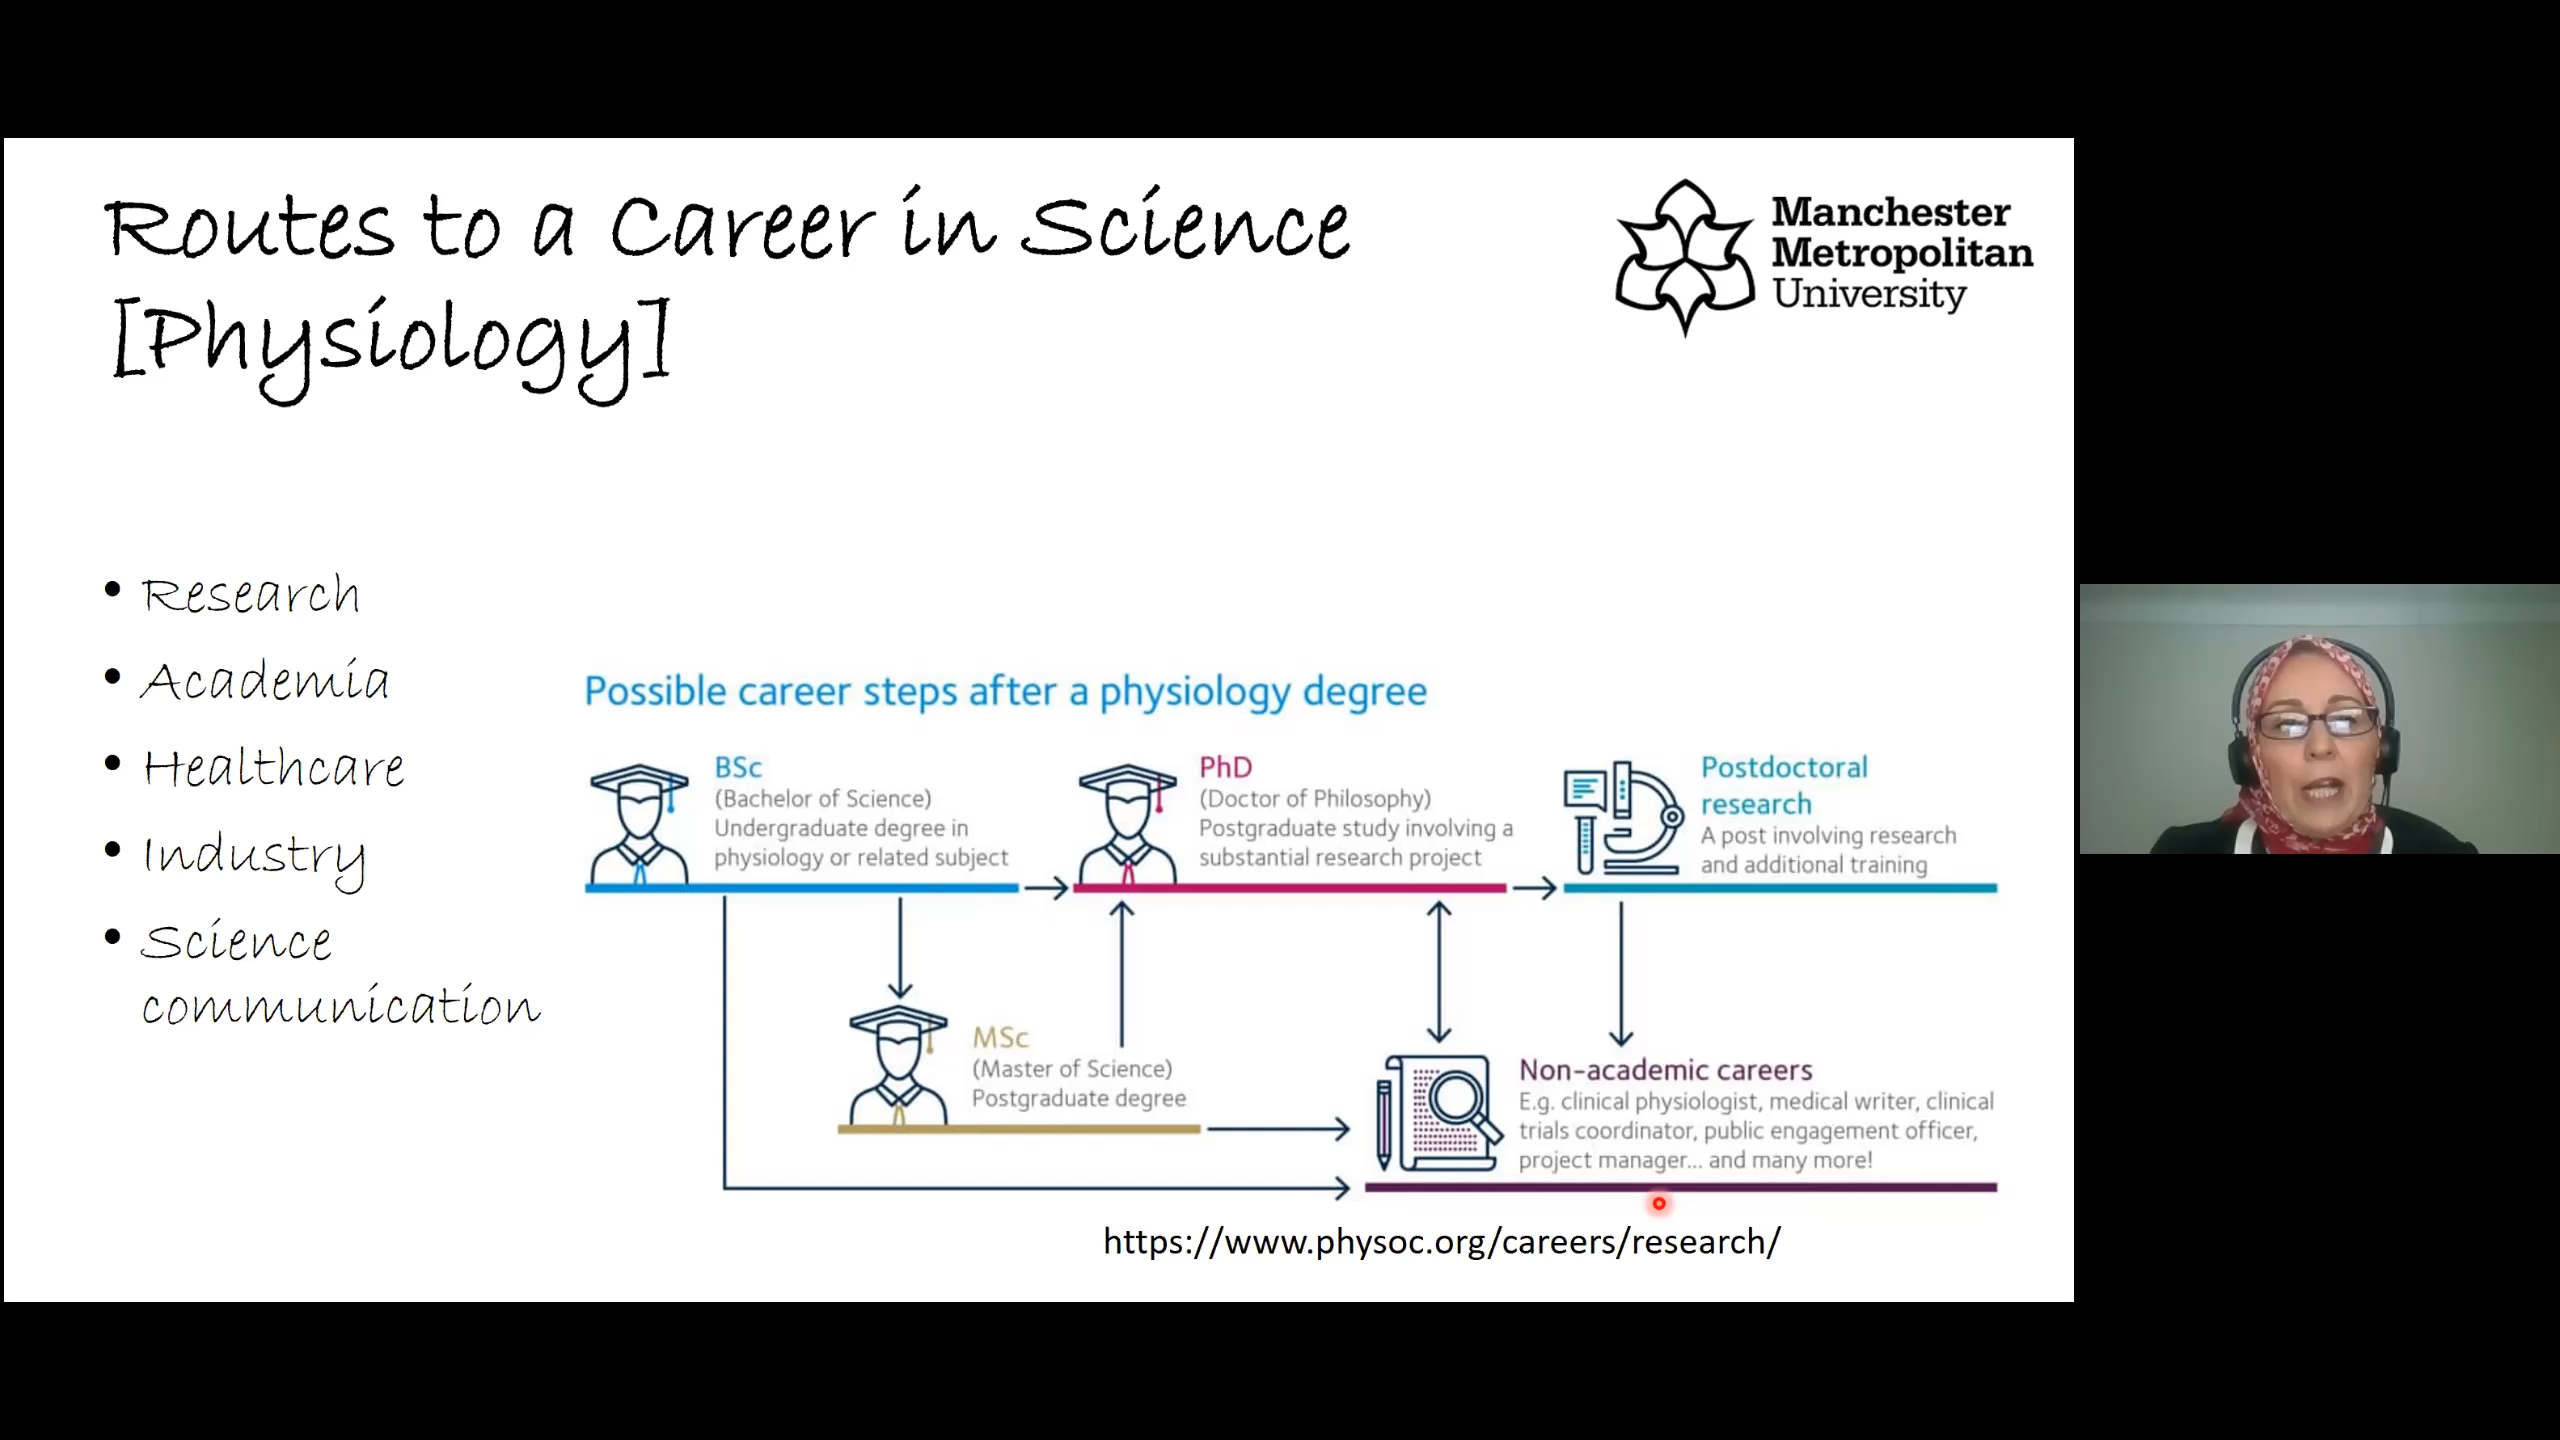 Routes to a Career in Science
[Physiology]
Manchester
Metropolitan
University
• Research
• Academia
• Healthcare
• Industry
• Science
communication
Possible career steps after a physiology degree
BSc
(Bachelor of Science)
Undergraduate degree in
physiology or related subject
PhD
(Doctor of Philosophy)
Postgraduate study involving a
substantial research project
Postdoctoral
research
A post involving research
and additional training
MSc
(Master of Science)
Postgraduate degree
Non-academic careers
E.g. clinical physiologist, medical writer, clinical
trials coordinator, public engagement officer,
project manager... and many more!
https://www.physoc.org/careers/research/